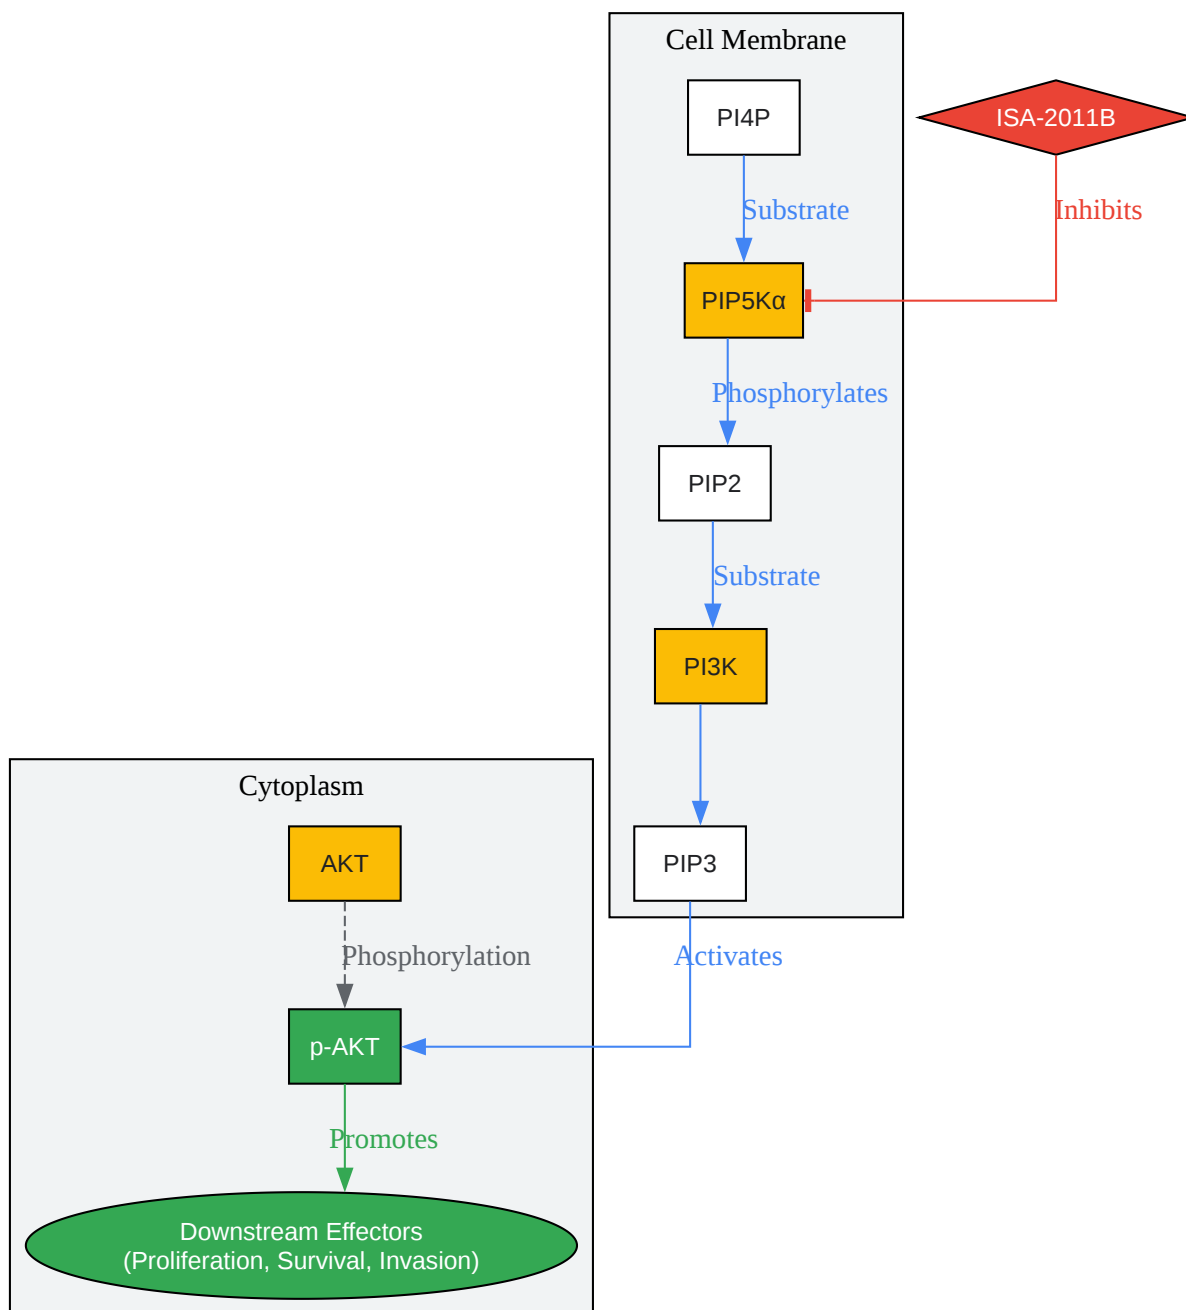 Cell Membrane
PI4P
ISA-2011B
Substrate
Inhibits
PIP5Kα
Phosphorylates
PIP2
Substrate
PI3K
Cytoplasm
AKT
PIP3
Phosphorylation
Activates
p-AKT
Promotes
Downstream Effectors
(Proliferation, Survival, Invasion)